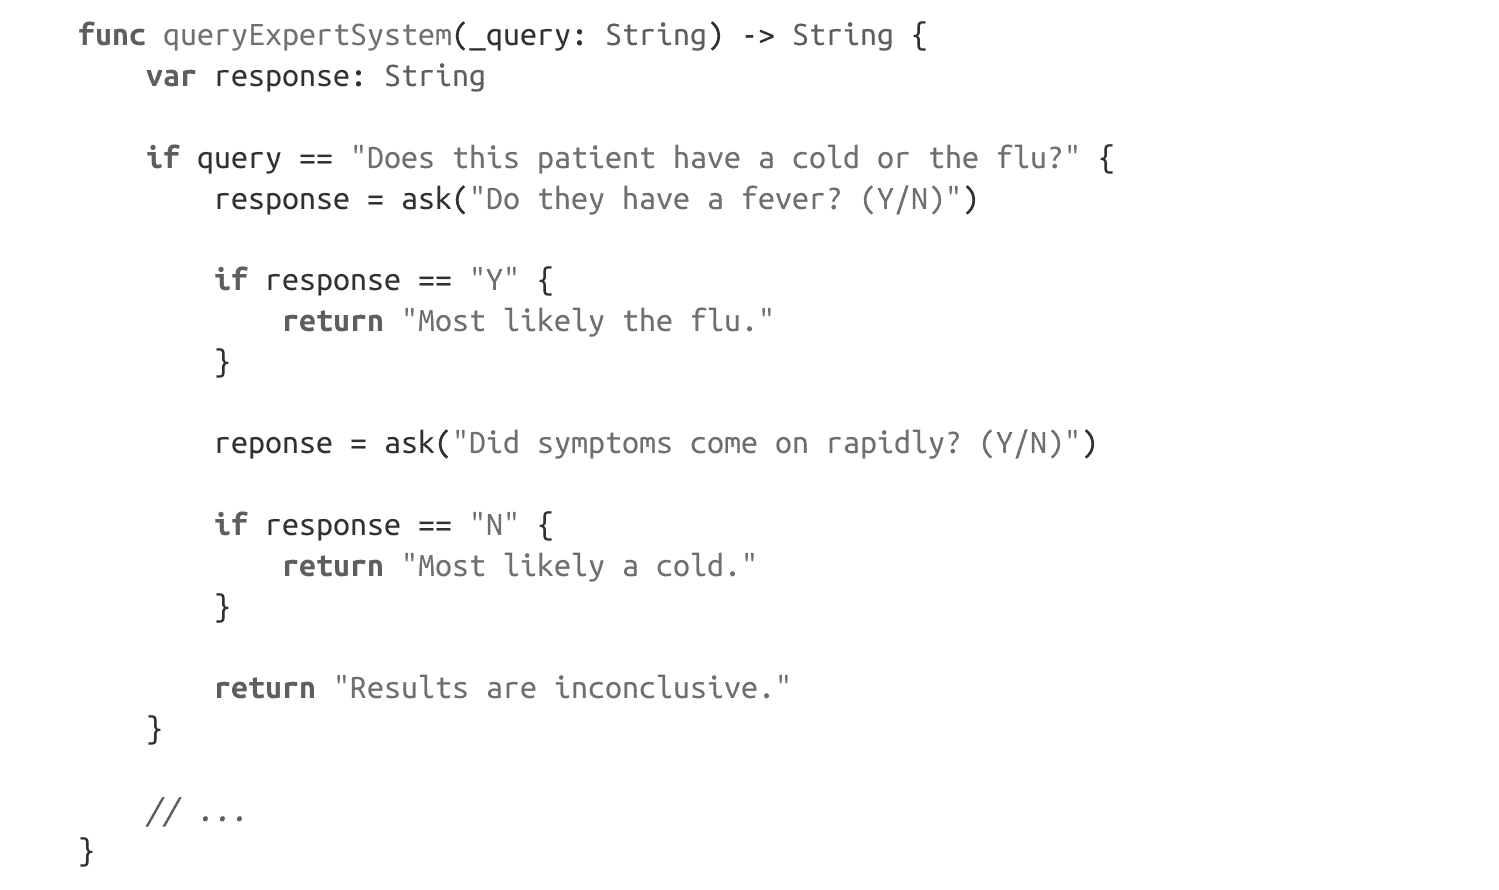 func queryExpertSystem(_query: String) -> String {
    var response: String

    if query == "Does this patient have a cold or the flu?" {
        response = ask("Do they have a fever? (Y/N)")

        if response == "Y" {
            return "Most likely the flu."
        }

        reponse = ask("Did symptoms come on rapidly? (Y/N)")

        if response == "N" {
            return "Most likely a cold."
        }

        return "Results are inconclusive."
    }

    // ...
}